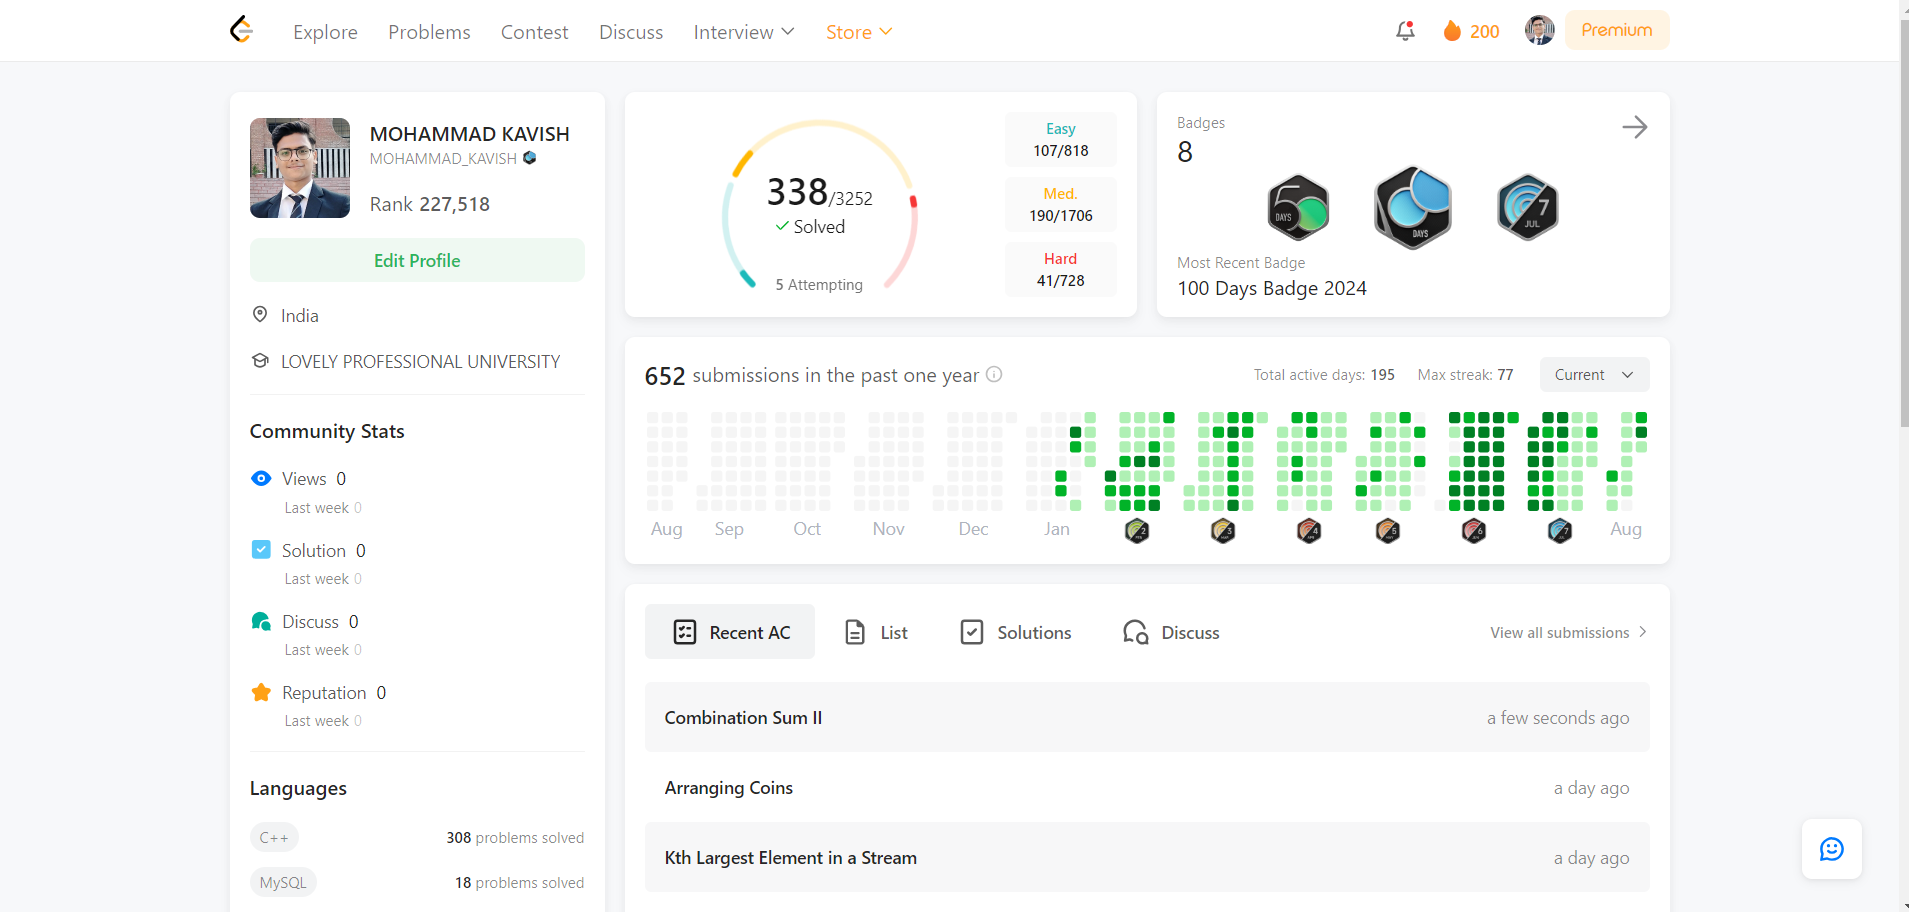 Explore Problems Contest Discuss Interview Store 200 Premium
MOHAMMAD KAVISH
MOHAMMAD_KAVISH
Rank 227,518
Edit Profile
India
LOVELY PROFESSIONAL UNIVERSITY
Community Stats
Views 0
Last week 0
Solution 0
Last week 0
Discuss 0
Last week 0
Reputation 0
Last week 0
Languages
C++ 308 problems solved
MySQL 18 problems solved
338/3252
Solved
5 Attempting
Easy
107/818
Med.
190/1706
Hard
41/728
Badges
8
5
DAYS
DAYS
7
JUL
Most Recent Badge
100 Days Badge 2024
652 submissions in the past one year Total active days: 195 Max streak: 77 Current
Aug Sep Oct Nov Dec Jan Aug
Recent AC List Solutions Discuss View all submissions
Combination Sum II a few seconds ago
Arranging Coins a day ago
Kth Largest Element in a Stream a day ago